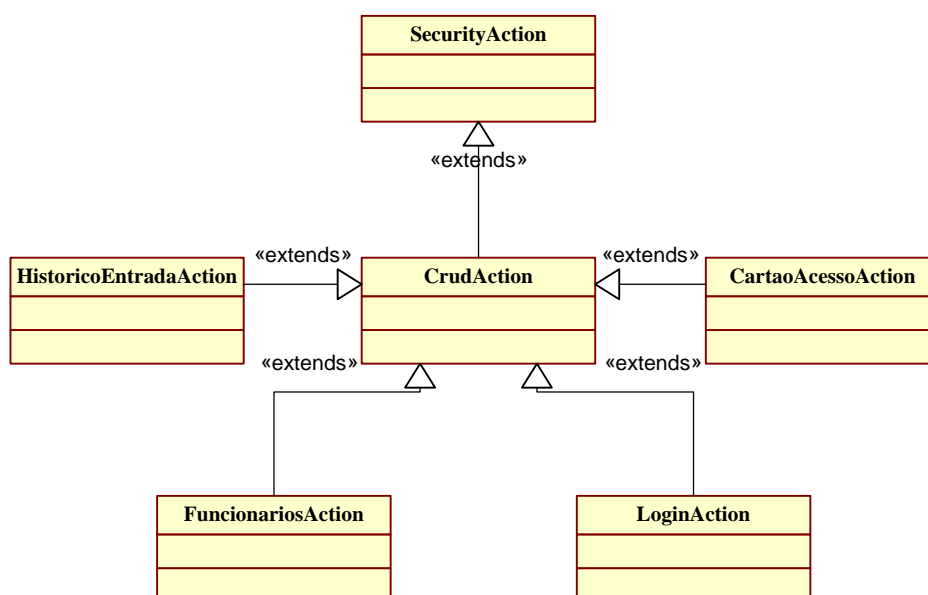 SecurityAction
«extends»
«extends»
«extends»
HistoricoEntradaAction
CrudAction
CartaoAcessoAction
«extends»
«extends»
FuncionariosAction
LoginAction